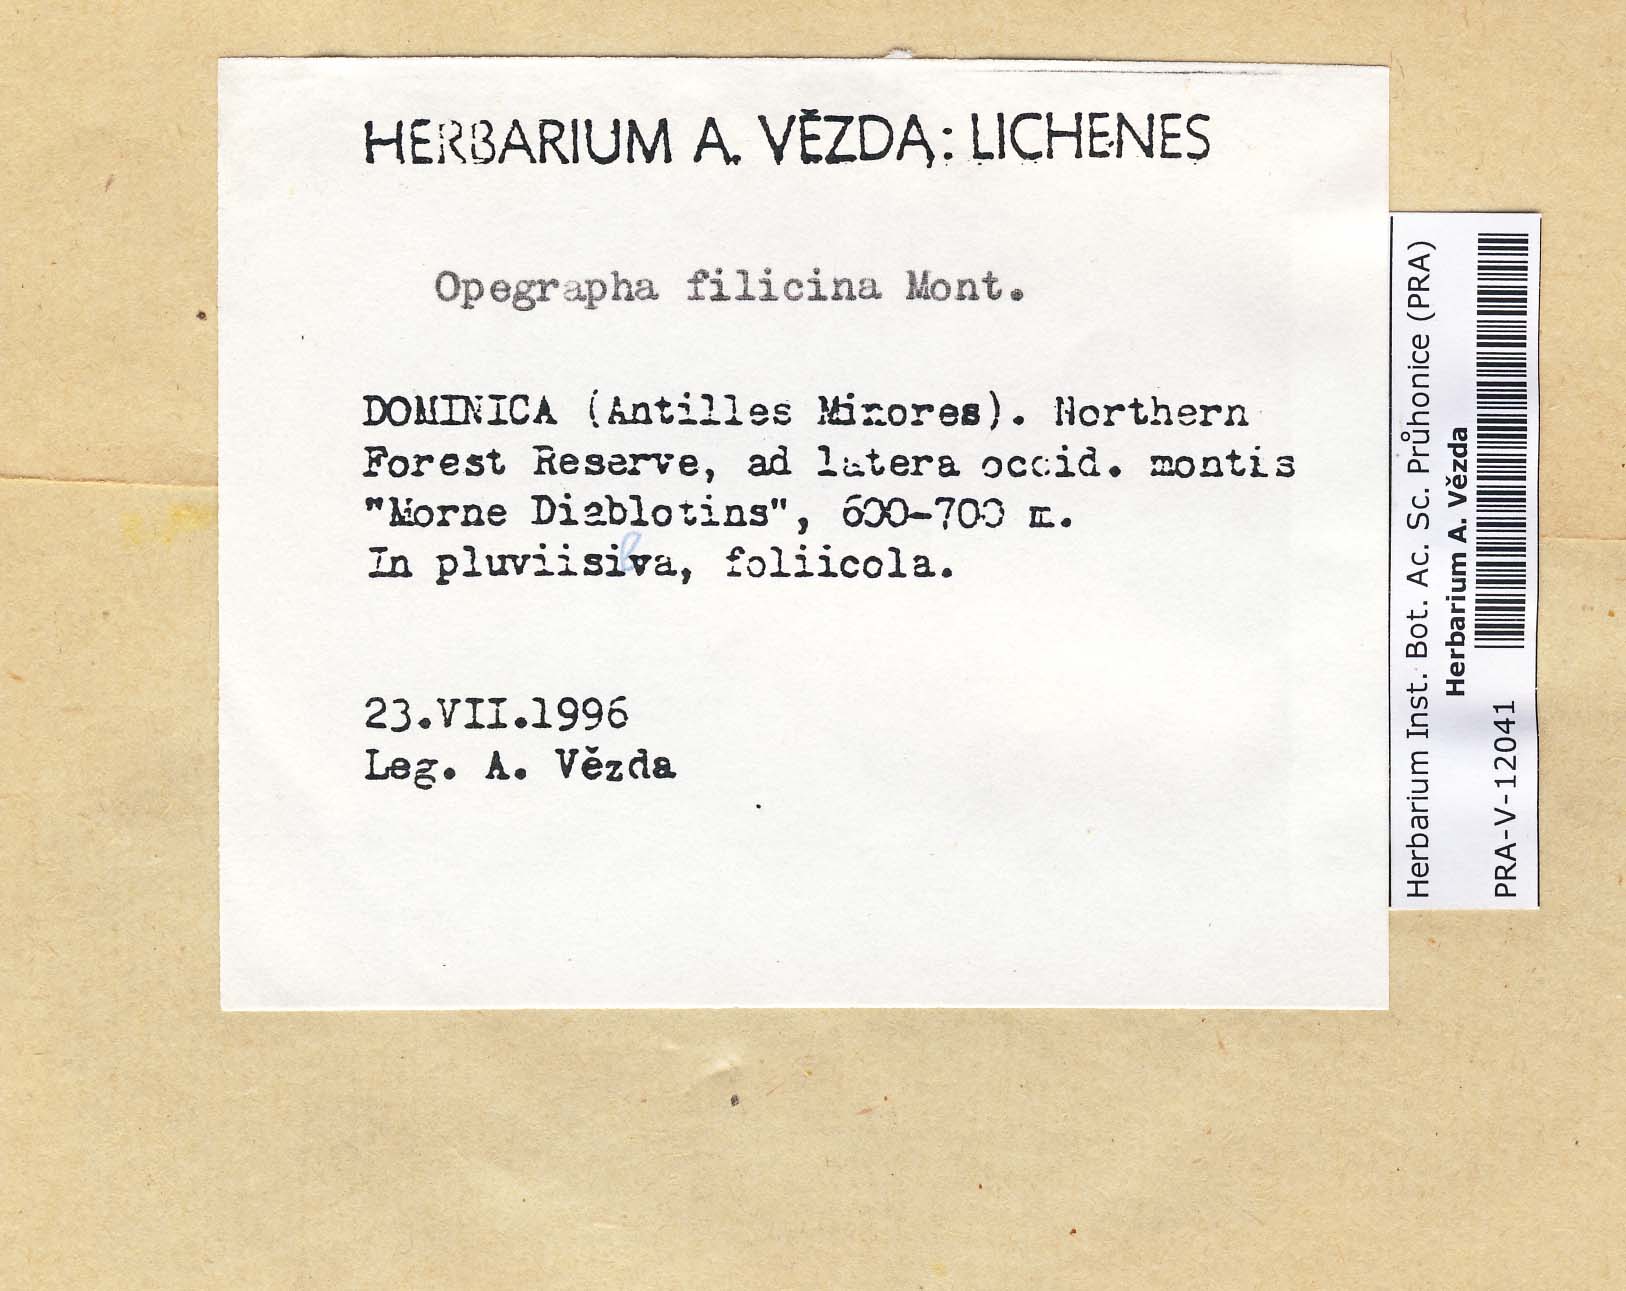 HERBARIUM A. VĚZDA: LICHENES
Opegrapha filicina Mont.
DOMINICA (Antilles Minores). Northern
Forest Reserve, ad latera occid. montis
"Morne Diablotins", 600-700 m.
In pluviisilva, foliicola.
23.VII.1996
Leg. A. Vězda
Herbarium Inst. Bot. Ac. Sc. Průhonice (PRA)
Herbarium A. Vězda
PRA-V-12041